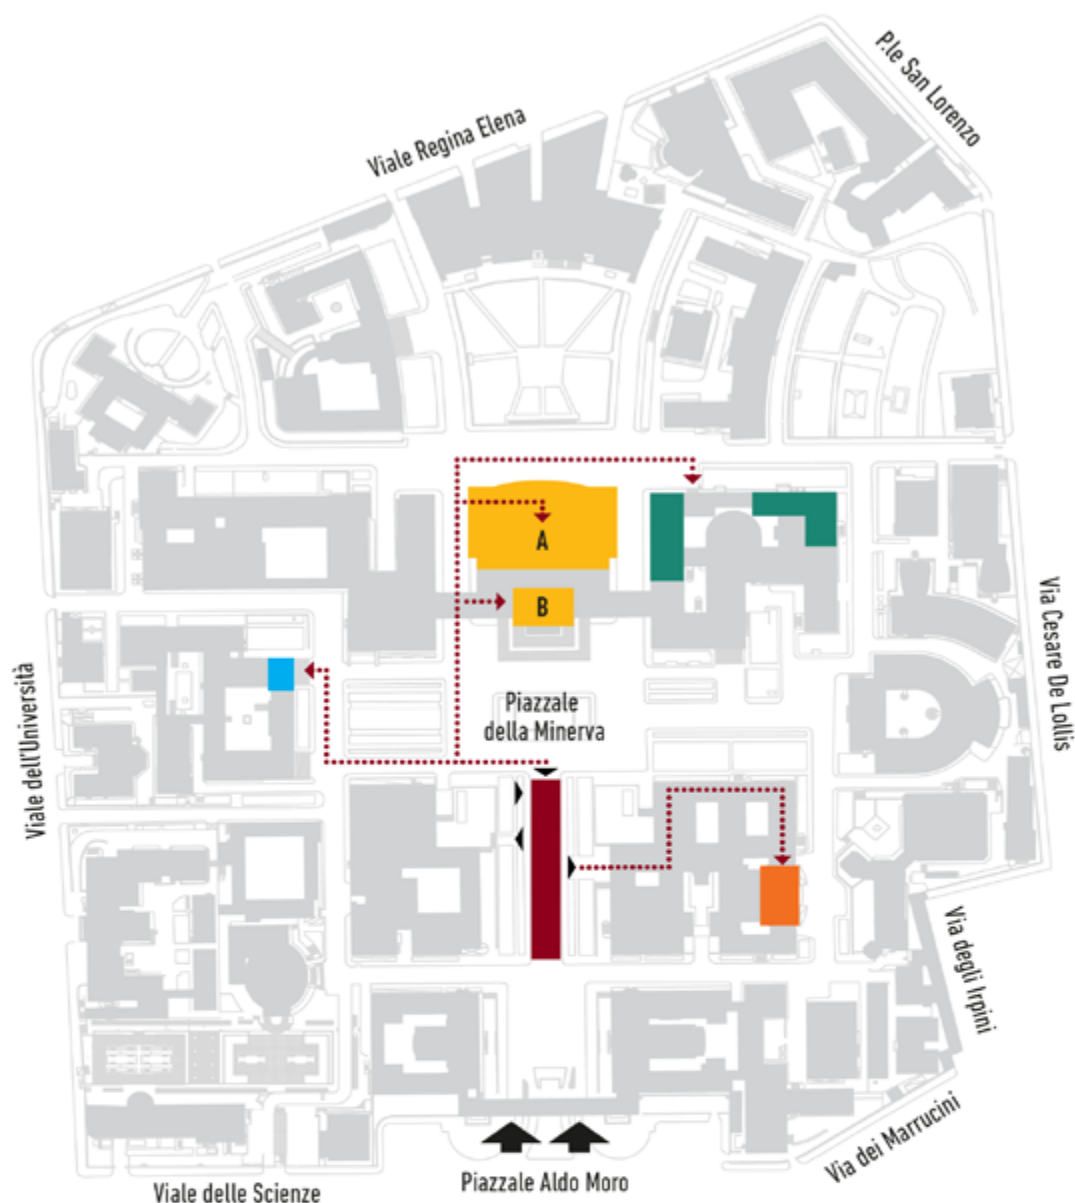 P.le San Lorenzo
Viale Regina Elena
A
B
Via Cesare De Lollis
Viale dell'Università
Piazzale
della Minerva
Via degli Irpini
Via dei Marrucini
Piazzale Aldo Moro
Viale delle Scienze